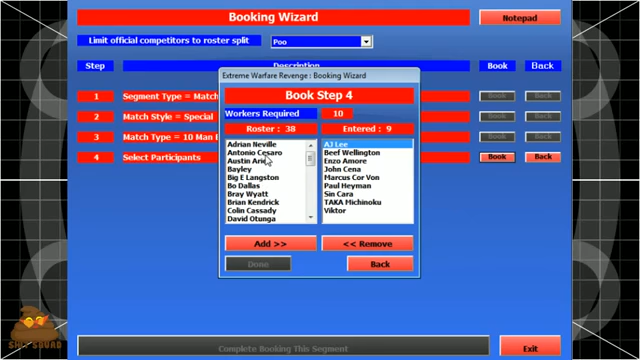 Booking Wizard
Notepad
Limit official competitors to roster split
Poo
Step
Description
Book
Back
1
Segment Type = Match
Book
Back
2
Match Style = Special
Book
Back
3
Match Type = 10 Man
Book
Back
4
Select Participants
Book
Back
Extreme Warfare Revenge : Booking Wizard
Book Step 4
Workers Required
10
Roster : 38
Entered : 9
Adrian Neville
Antonio Cesaro
Austin Aries
Bayley
Big E Langston
Bo Dallas
Bray Wyatt
Brian Kendrick
Colin Cassady
David Otunga
AJ Lee
Beef Wellington
Enzo Amore
John Cena
Marcus Cor Von
Paul Heyman
Sin Cara
TAKA Michinoku
Viktor
Add >>
<< Remove
Done
Back
Complete Booking This Segment
Exit
SHIT SQUAD